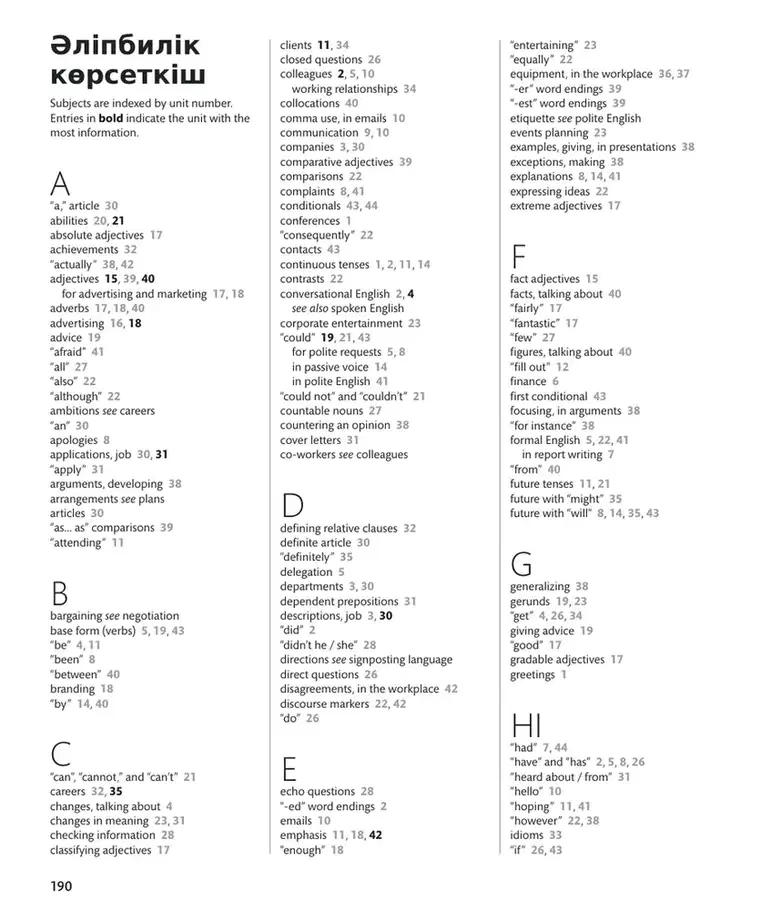 Әліпбилік
көрсеткіш
Subjects are indexed by unit number.
Entries in bold indicate the unit with the
most information.
A
“a,” article 30
abilities 20, 21
absolute adjectives 17
achievements 32
“actually” 38, 42
adjectives 15, 39, 40
for advertising and marketing 17, 18
adverbs 17, 18, 40
advertising 16, 18
advice 19
“afraid” 41
“all” 27
“also” 22
“although” 22
ambitions see careers
“an” 30
apologies 8
applications, job 30, 31
“apply” 31
arguments, developing 38
arrangements see plans
articles 30
“as... as” comparisons 39
“attending” 11
B
bargaining see negotiation
base form (verbs) 5, 19, 43
“be” 4, 11
“been” 8
“between” 40
branding 18
“by” 14, 40
C
“can”, “cannot,” and “can’t” 21
careers 32, 35
changes, talking about 4
changes in meaning 23, 31
checking information 28
classifying adjectives 17
clients 11, 34
closed questions 26
colleagues 2, 5, 10
working relationships 34
collocations 40
comma use, in emails 10
communication 9, 10
companies 3, 30
comparative adjectives 39
comparisons 22
complaints 8, 41
conditionals 43, 44
conferences 1
“consequently” 22
contacts 43
continuous tenses 1, 2, 11, 14
contrasts 22
conversational English 2, 4
see also spoken English
corporate entertainment 23
“could” 19, 21, 43
for polite requests 5, 8
in passive voice 14
in polite English 41
“could not” and “couldn’t” 21
countable nouns 27
countering an opinion 38
cover letters 31
co-workers see colleagues
D
defining relative clauses 32
definite article 30
“definitely” 35
delegation 5
departments 3, 30
dependent prepositions 31
descriptions, job 3, 30
“did” 2
“didn’t he / she” 28
directions see signposting language
direct questions 26
disagreements, in the workplace 42
discourse markers 22, 42
“do” 26
E
echo questions 28
“-ed” word endings 2
emails 10
emphasis 11, 18, 42
“enough” 18
“entertaining” 23
“equally” 22
equipment, in the workplace 36, 37
“-er” word endings 39
“-est” word endings 39
etiquette see polite English
events planning 23
examples, giving, in presentations 38
exceptions, making 38
explanations 8, 14, 41
expressing ideas 22
extreme adjectives 17
F
fact adjectives 15
facts, talking about 40
“fairly” 17
“fantastic” 17
“few” 27
figures, talking about 40
“fill out” 12
finance 6
first conditional 43
focusing, in arguments 38
“for instance” 38
formal English 5, 22, 41
in report writing 7
“from” 40
future tenses 11, 21
future with “might” 35
future with “will” 8, 14, 35, 43
G
generalizing 38
gerunds 19, 23
“get” 4, 26, 34
giving advice 19
“good” 17
gradable adjectives 17
greetings 1
HI
“had” 7, 44
“have” and “has” 2, 5, 8, 26
“heard about / from” 31
“hello” 10
“hoping” 11, 41
“however” 22, 38
idioms 33
“if” 26, 43
190